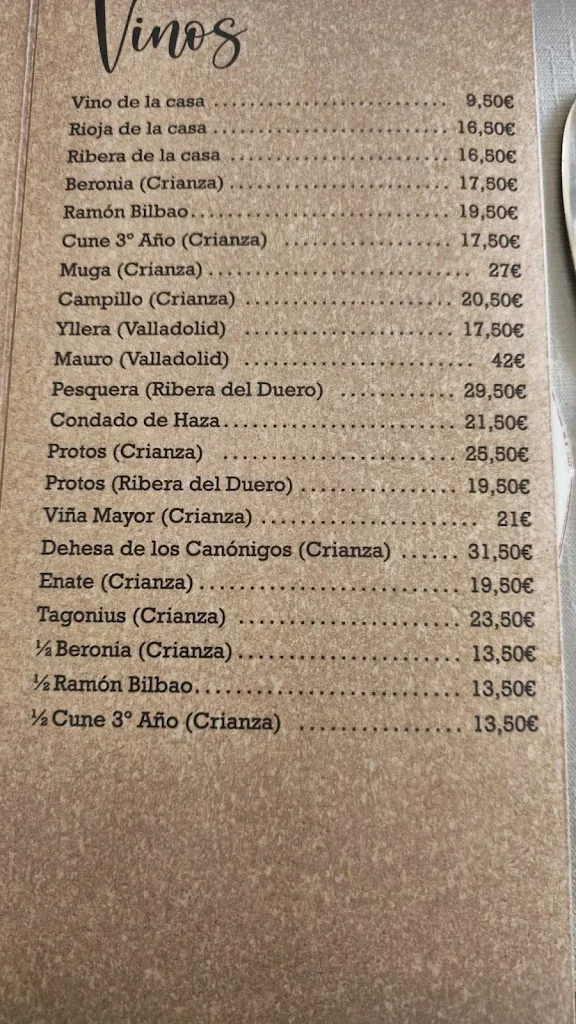 Vinos
Vino de la casa .......................... 9,50€
Rioja de la casa .......................... 16,50€
Ribera de la casa ........................ 16,50€
Beronia (Crianza) ........................ 17,50€
Ramón Bilbao ............................. 19,50€
Cune 3º Año (Crianza) .................. 17,50€
Muga (Crianza) ............................. 27€
Campillo (Crianza) ....................... 20,50€
Yllera (Valladolid) ....................... 17,50€
Mauro (Valladolid) ........................ 42€
Pesquera (Ribera del Duero) ............ 29,50€
Condado de Haza .......................... 21,50€
Protos (Crianza) .......................... 25,50€
Protos (Ribera del Duero) ................ 19,50€
Viña Mayor (Crianza) ....................... 21€
Dehesa de los Canónigos (Crianza) ...... 31,50€
Enate (Crianza) ............................ 19,50€
Tagonius (Crianza) ........................ 23,50€
½ Beronia (Crianza) ........................ 13,50€
½ Ramón Bilbao ............................. 13,50€
½ Cune 3º Año (Crianza) ................. 13,50€